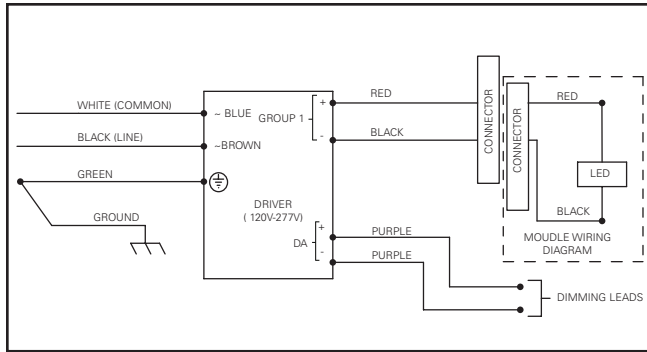 WHITE (COMMON)
BLACK (LINE)
GREEN
GROUND
~ BLUE
~BROWN
GROUP 1
+
-
DRIVER
( 120V-277V)
DA
+
-
RED
BLACK
PURPLE
PURPLE
CONNECTOR
CONNECTOR
RED
LED
BLACK
MOUDLE WIRING
DIAGRAM
DIMMING LEADS